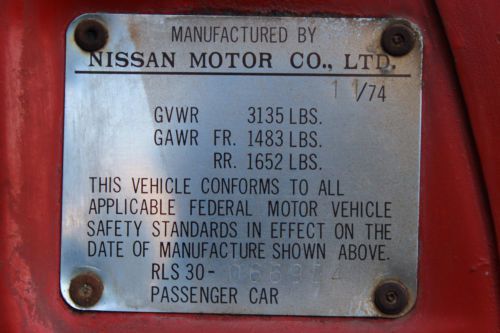 MANUFACTURED BY
NISSAN MOTOR CO., LTD.
11/74
GVWR 3135 LBS.
GAWR FR. 1483 LBS.
RR. 1652 LBS.
THIS VEHICLE CONFORMS TO ALL
APPLICABLE FEDERAL MOTOR VEHICLE
SAFETY STANDARDS IN EFFECT ON THE
DATE OF MANUFACTURE SHOWN ABOVE.
RLS 30-
PASSENGER CAR